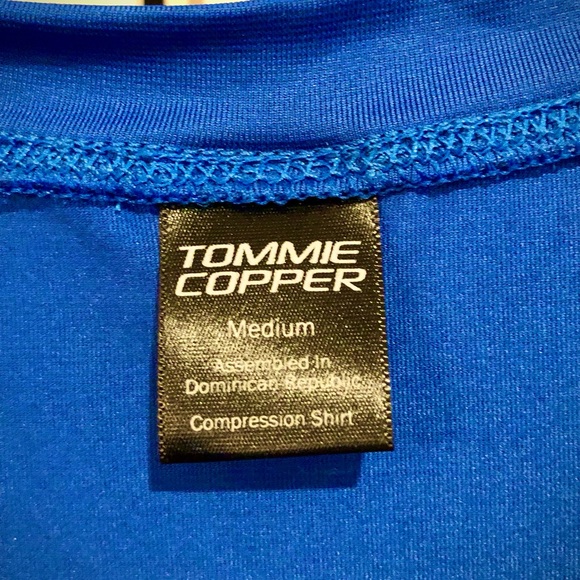 TOMMIE
COPPER
Medium
Assembled in
Dominican Republic
Compression Shirt